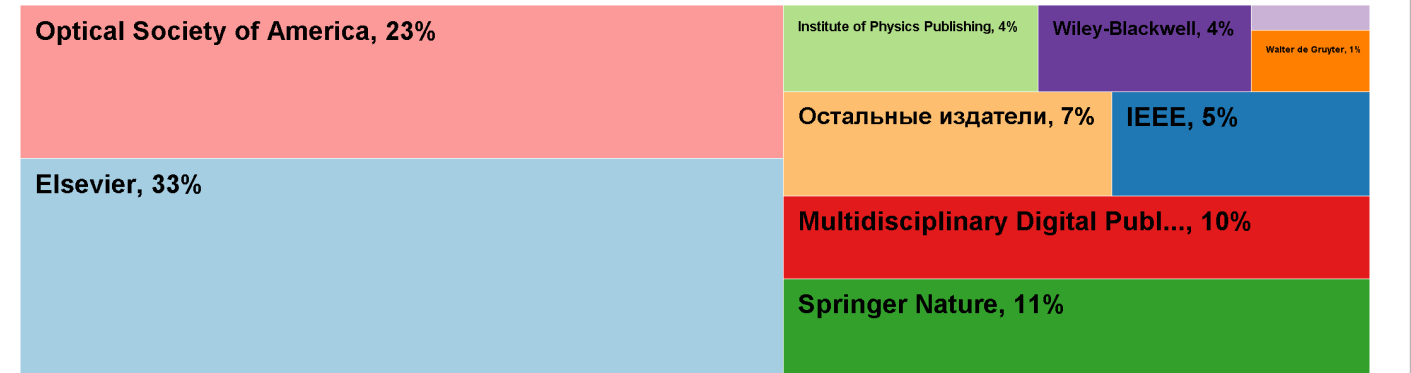 Optical Society of America, 23%
Elsevier, 33%
Institute of Physics Publishing, 4%
Wiley-Blackwell, 4%
Walter de Gruyter, 1%
Остальные издатели, 7%
IEEE, 5%
Multidisciplinary Digital Publ..., 10%
Springer Nature, 11%